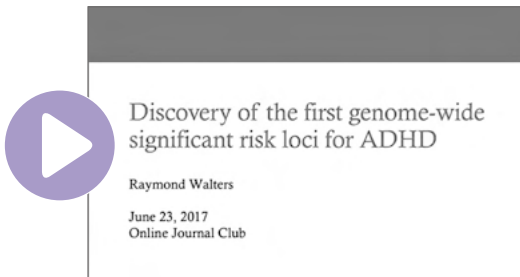 Discovery of the first genome-wide
significant risk loci for ADHD
Raymond Walters
June 23, 2017
Online Journal Club